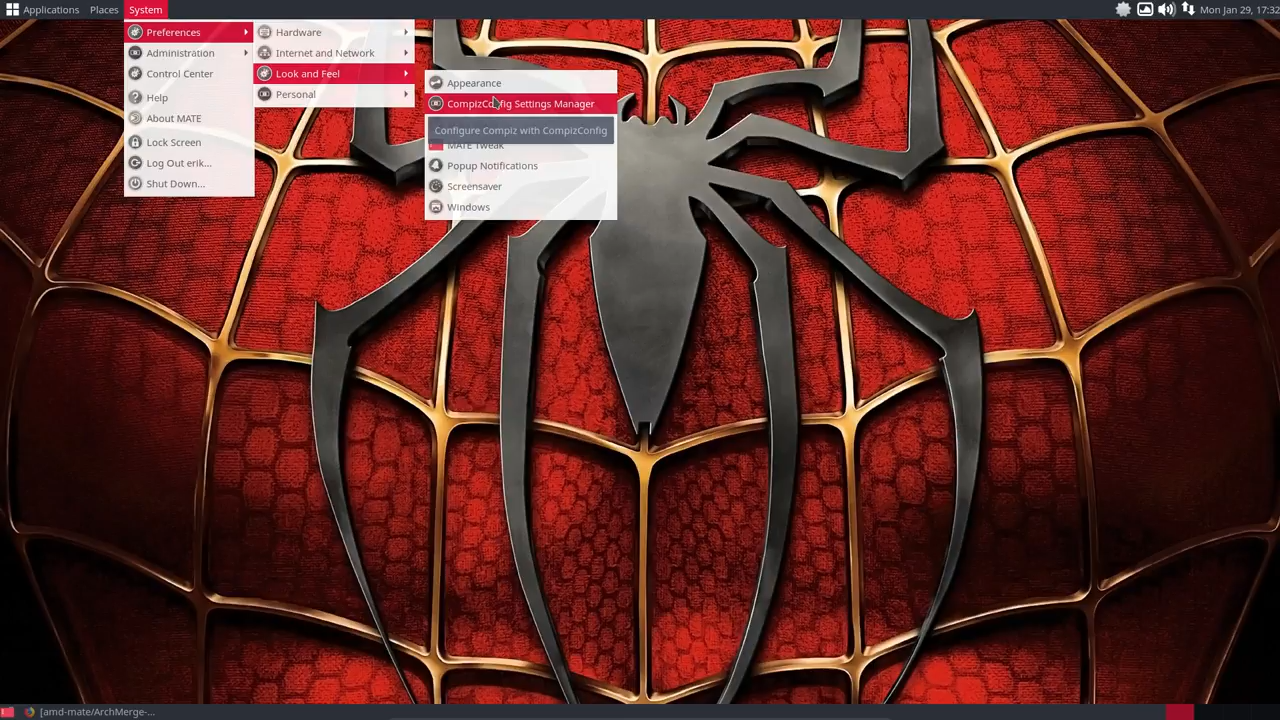 Applications Places System
Mon Jan 29, 17:32
Preferences
Administration
Control Center
Help
About MATE
Lock Screen
Log Out erik...
Shut Down...
Hardware
Internet and Network
Look and Feel
Personal
Appearance
CompizConfig Settings Manager
Configure Compiz with CompizConfig
MATE Tweak
Popup Notifications
Screensaver
Windows
[amd-mate/ArchMerge-...